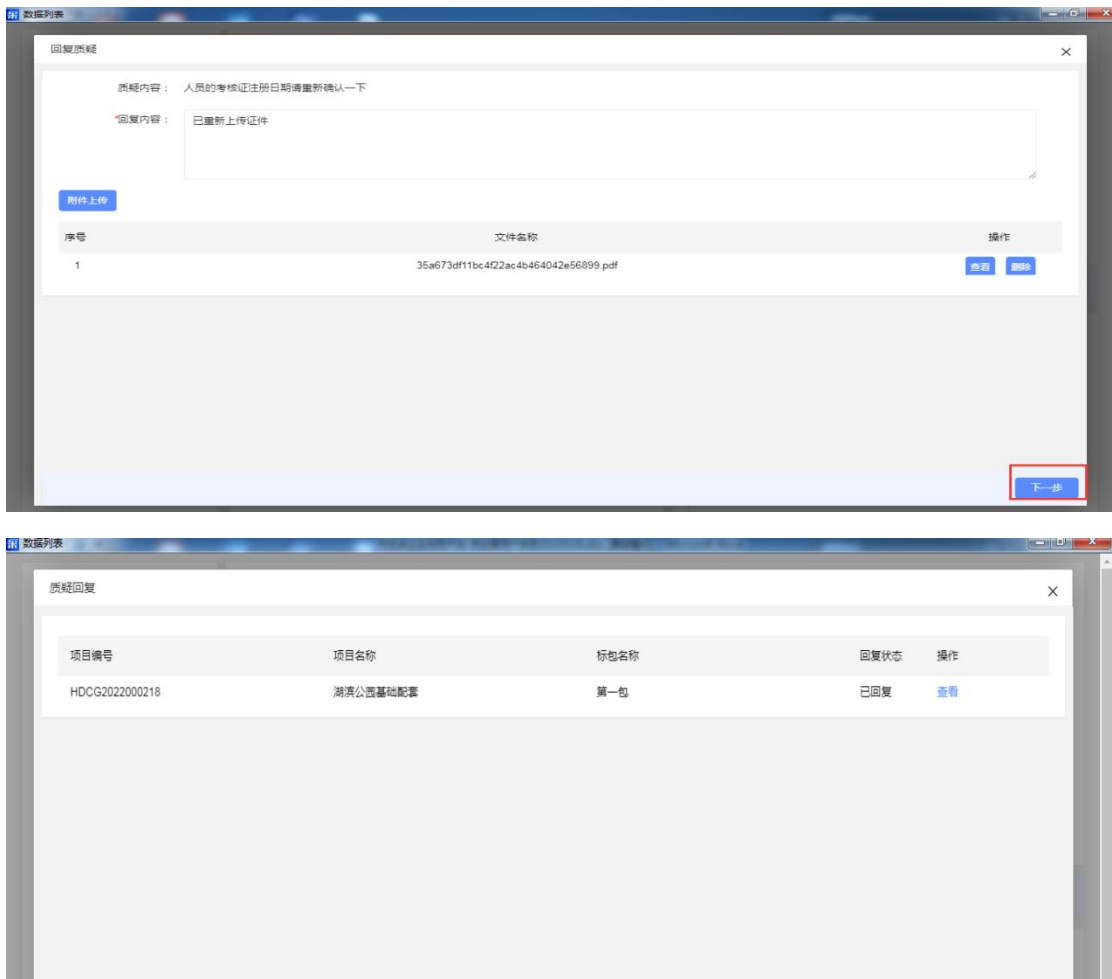 数据列表
回复质疑
质疑内容： 人员的考核证注册日期请重新确认一下
*回复内容： 已重新上传证件
附件上传
序号 文件名称 操作
1 35a673df11bc4f22ac4b464042e56899.pdf 查看 删除
下一步
数据列表
质疑回复
项目编号 项目名称 标包名称 回复状态 操作
HDCG2022000218 湖滨公园基础配套 第一包 已回复 查看